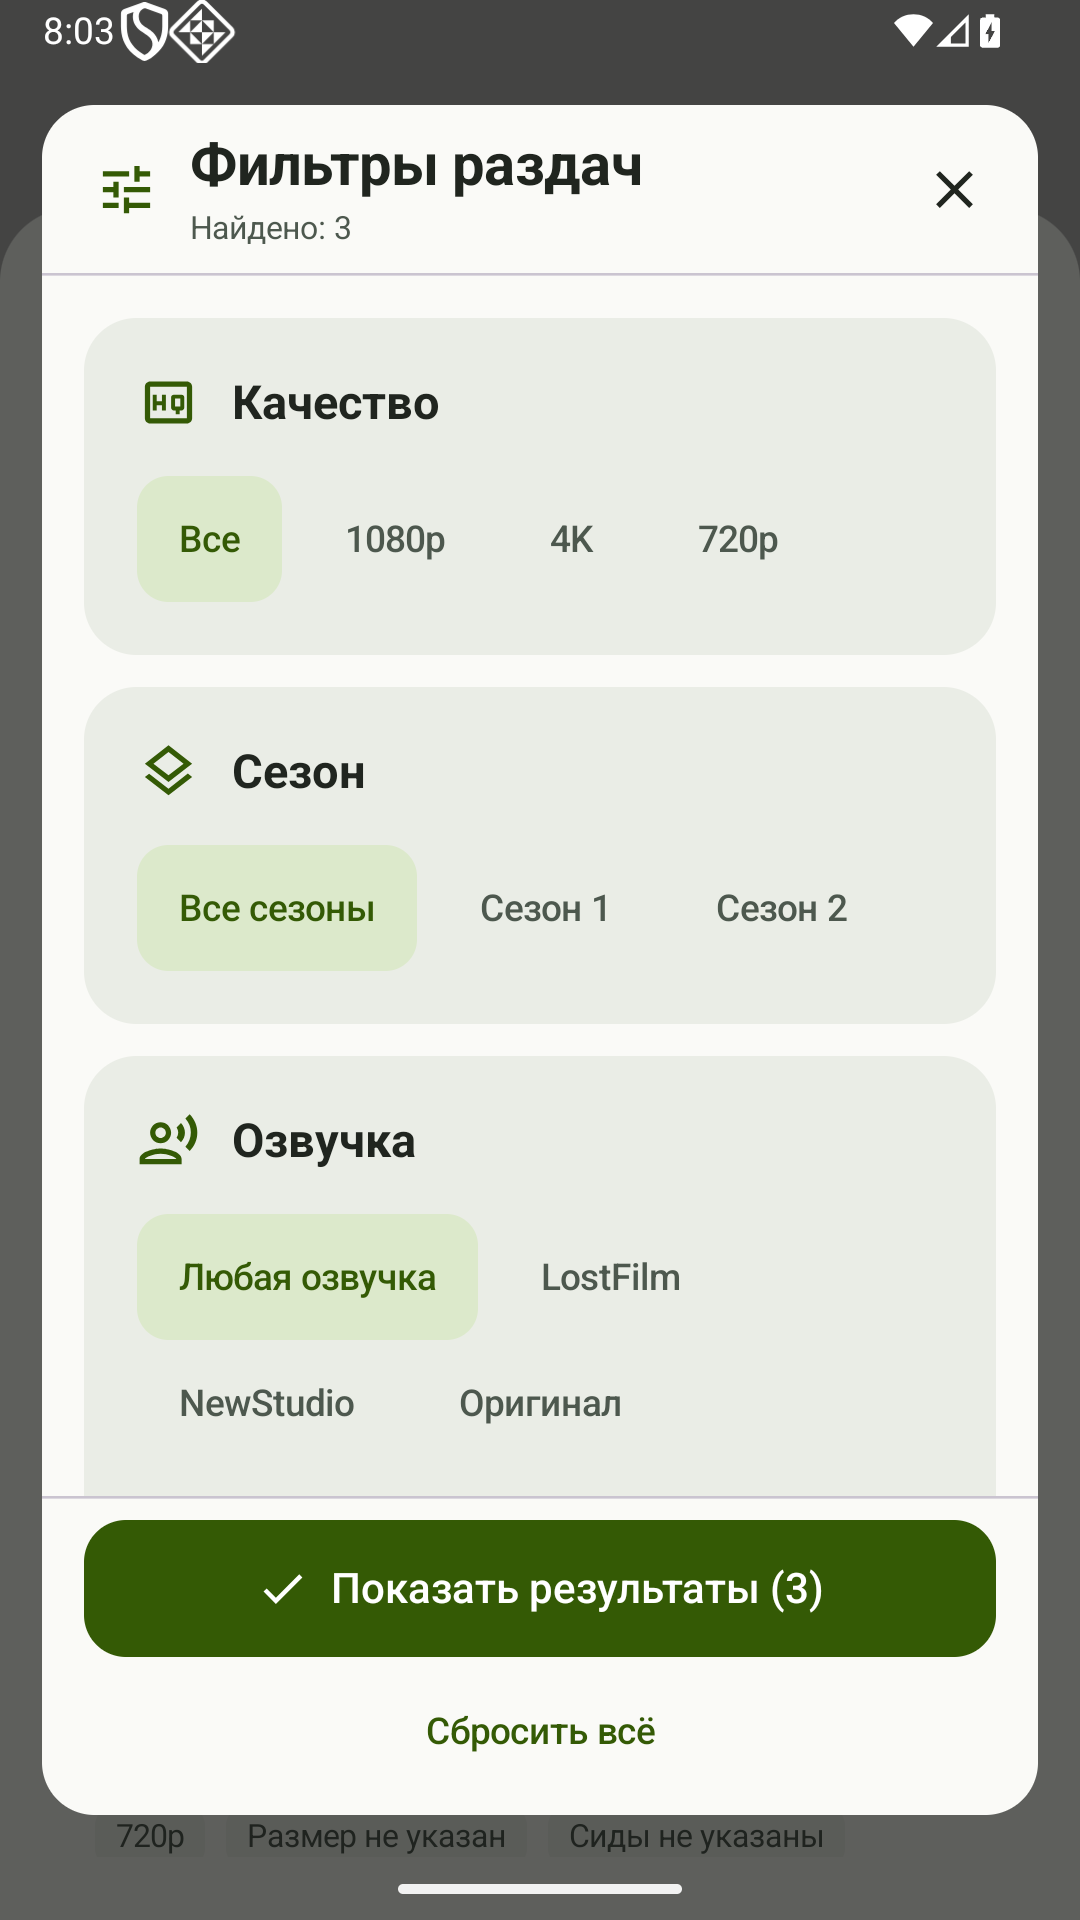 8:03
Фильтры раздач
Найдено: 3
HQ Качество
Все 1080p 4K 720p
Сезон
Все сезоны Сезон 1 Сезон 2
Озвучка
Любая озвучка LostFilm
NewStudio Оригинал
Показать результаты (3)
Сбросить всё
720p Размер не указан Сиды не указаны